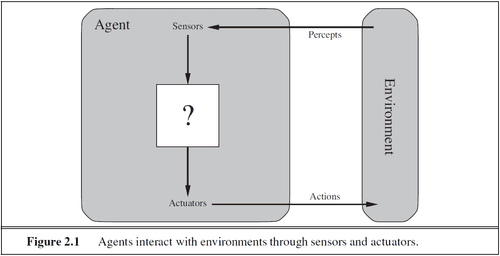 Agent
Sensors
Percepts
?
Environment
Actuators
Actions
Figure 2.1 Agents interact with environments through sensors and actuators.